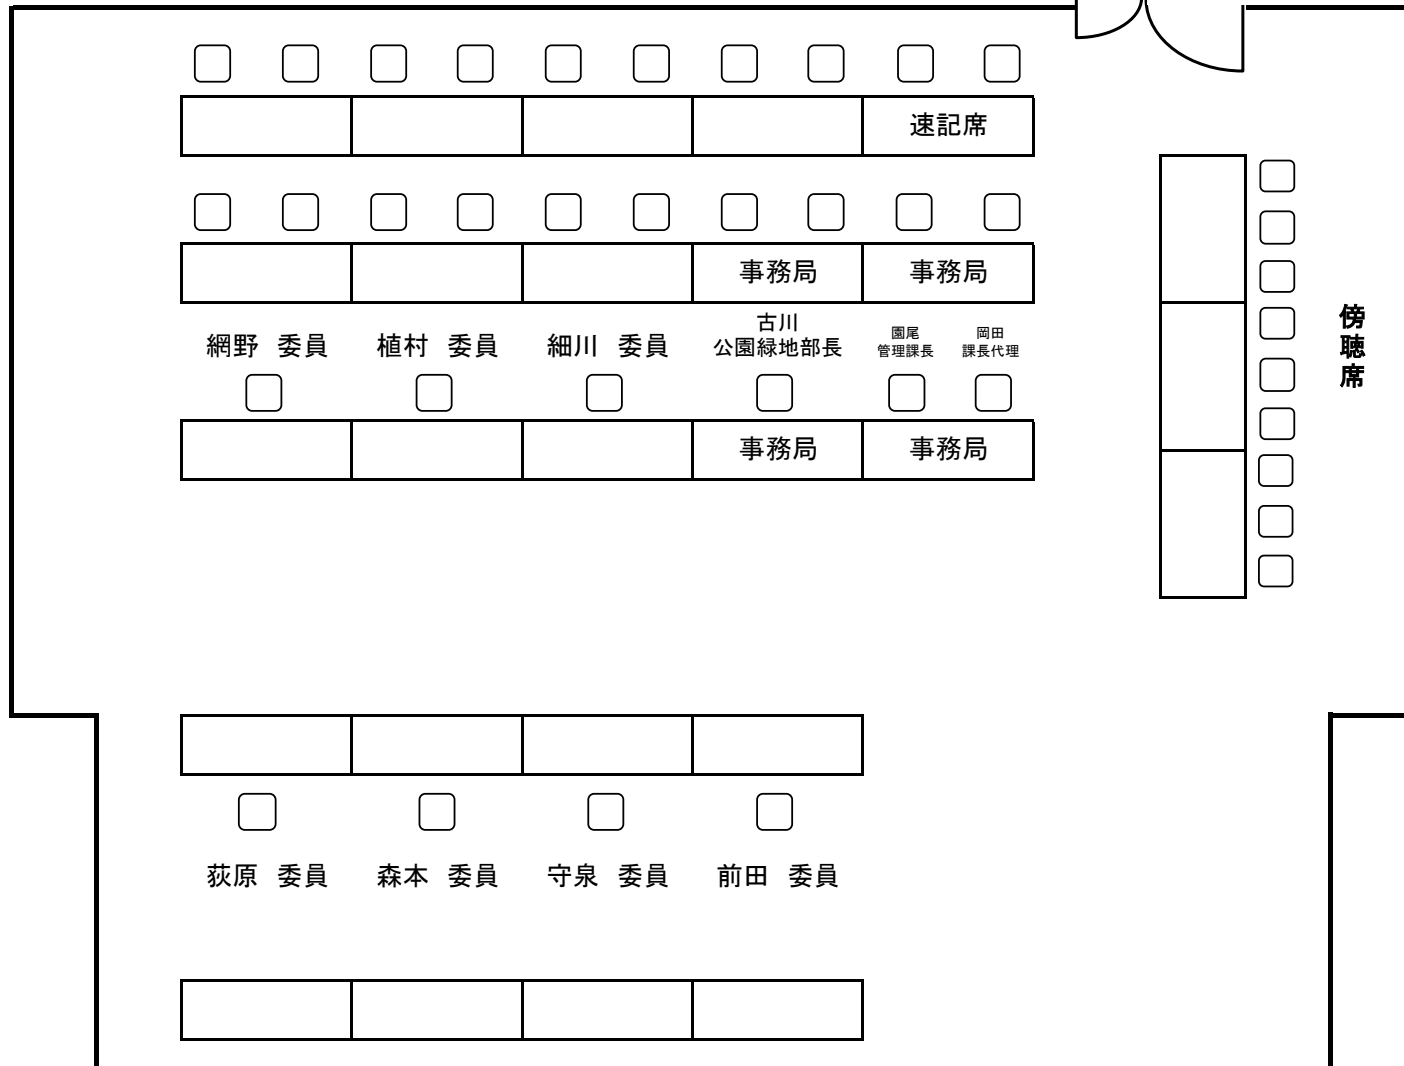 速記席
事務局 事務局
網野 委員 植村 委員 細川 委員
古川
公園緑地部長
園尾
管理課長
岡田
課長代理
事務局 事務局
傍聴席
荻原 委員 森本 委員 守泉 委員 前田 委員